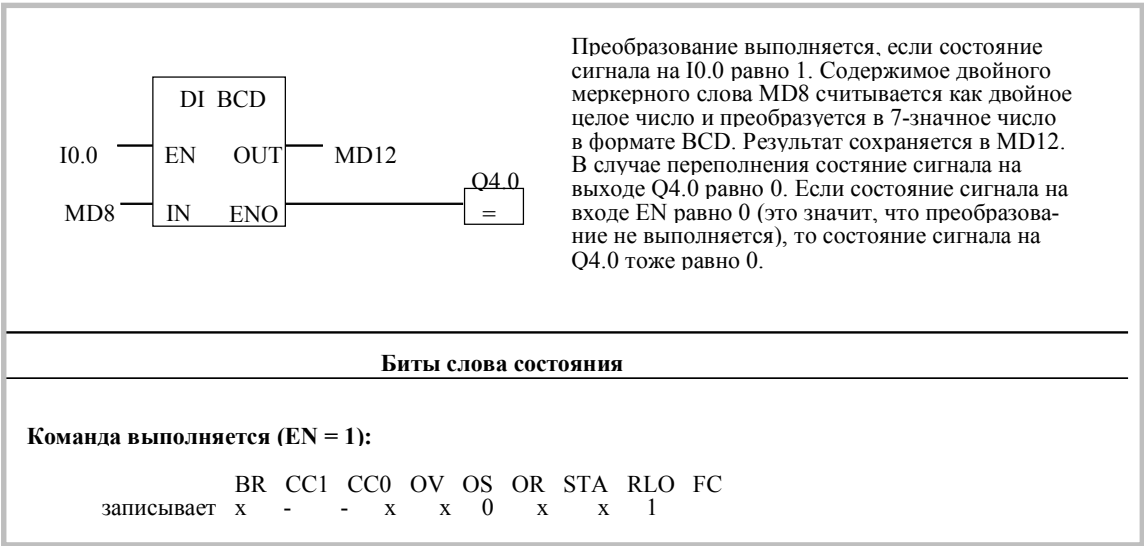 Преобразование выполняется, если состояние
сигнала на I0.0 равно 1. Содержимое двойного
меркерного слова MD8 считывается как двойное
целое число и преобразуется в 7-значное число
в формате BCD. Результат сохраняется в MD12.
В случае переполнения состяние сигнала на
выходе Q4.0 равно 0. Если состояние сигнала на
входе EN равно 0 (это значит, что преобразова-
ние не выполняется), то состояние сигнала на
Q4.0 тоже равно 0.
DI BCD
I0.0 EN OUT MD12
Q4.0
MD8 IN ENO =
Биты слова состояния
Команда выполняется (EN = 1):
BR CC1 CC0 OV OS OR STA RLO FC
записывает x - - x x 0 x x 1